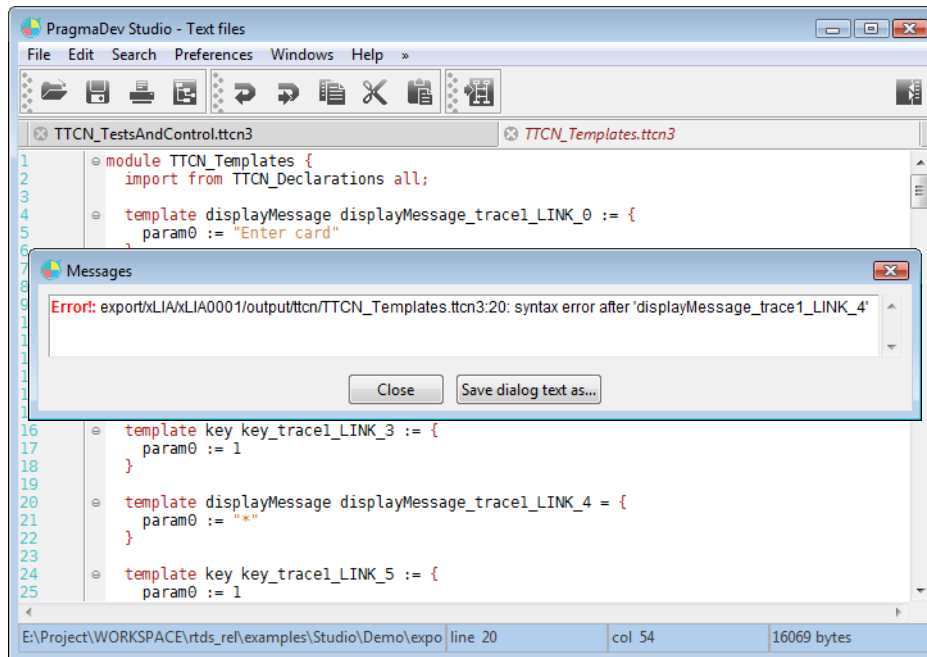 PragmaDev Studio - Text files
File Edit Search Preferences Windows Help »
TTCN_TestsAndControl.ttcn3 TTCN_Templates.ttcn3
1 module TTCN_Templates {
2 import from TTCN_Declarations all;
3
4 template displayMessage displayMessage_trace1_LINK_0 := {
5 param0 := "Enter card"
6
7
Messages
8
Error!: export/xLIA/xLIA0001/output/ttcn/TTCN_Templates.ttcn3:20: syntax error after 'displayMessage_trace1_LINK_4'
Close Save dialog text as...
16 template key key_trace1_LINK_3 := {
17 param0 := 1
18 }
19
20 template displayMessage displayMessage_trace1_LINK_4 = {
21 param0 := "*"
22 }
23
24 template key key_trace1_LINK_5 := {
25 param0 := 1
E:\Project\WORKSPACE\rtds_rel\examples\Studio\Demo\expo line 20 col 54 16069 bytes